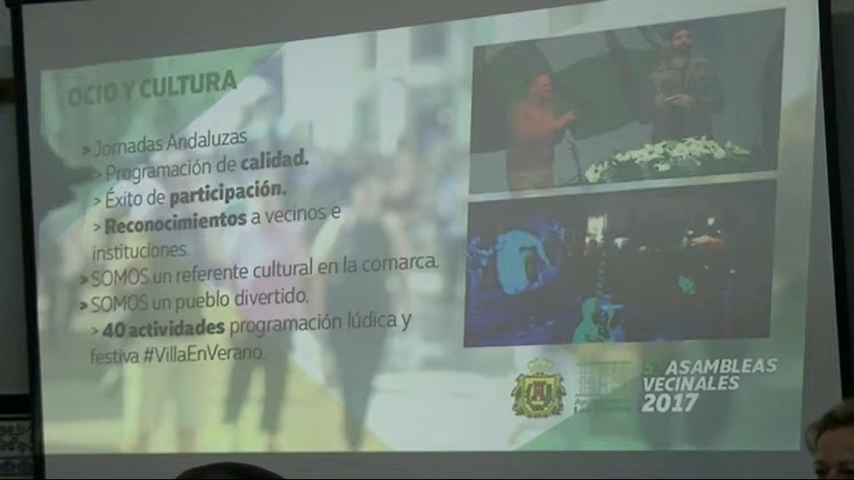 OCIO Y CULTURA
> Jornadas Andaluzas
> Programación de calidad.
> Éxito de participación.
> Reconocimientos a vecinos e
instituciones.
> SOMOS un referente cultural en la comarca.
> SOMOS un pueblo divertido.
> 40 actividades programación lúdica y
festiva #VillaEnVerano.
ASAMBLEAS
VECINALES
2017